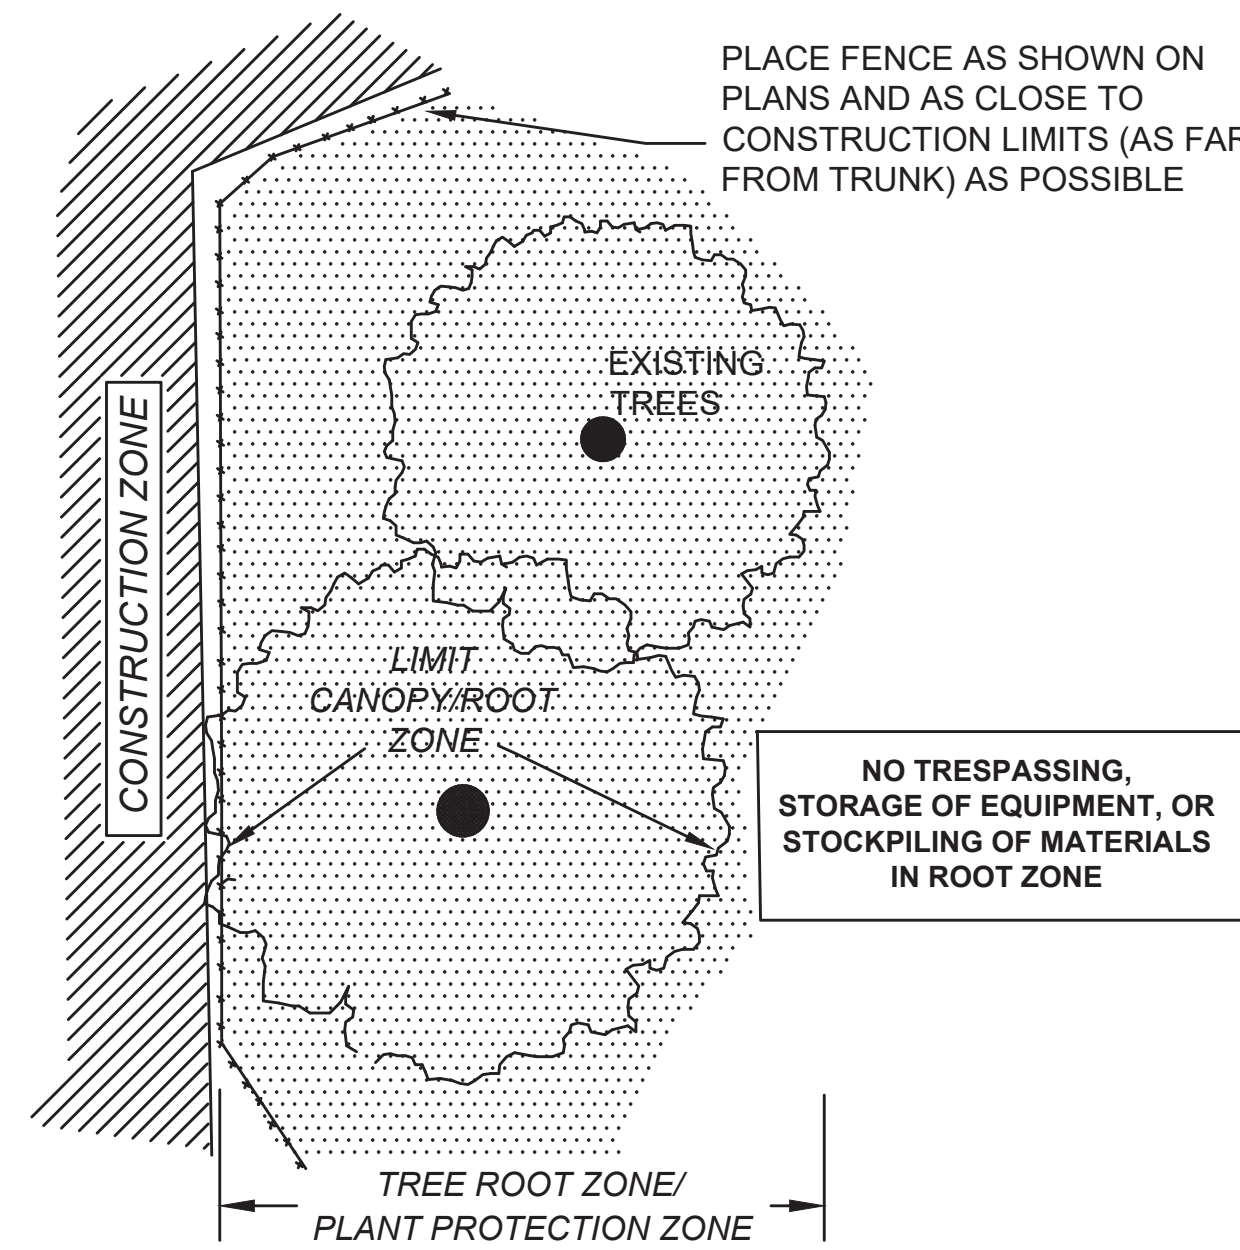 PLACE FENCE AS SHOWN ON
PLANS AND AS CLOSE TO
CONSTRUCTION LIMITS (AS FAR
FROM TRUNK) AS POSSIBLE
EXISTING
TREES
CONSTRUCTION ZONE
LIMIT
CANOPY/ROOT
ZONE
NO TRESPASSING,
STORAGE OF EQUIPMENT, OR
STOCKPILING OF MATERIALS
IN ROOT ZONE
TREE ROOT ZONE/
PLANT PROTECTION ZONE